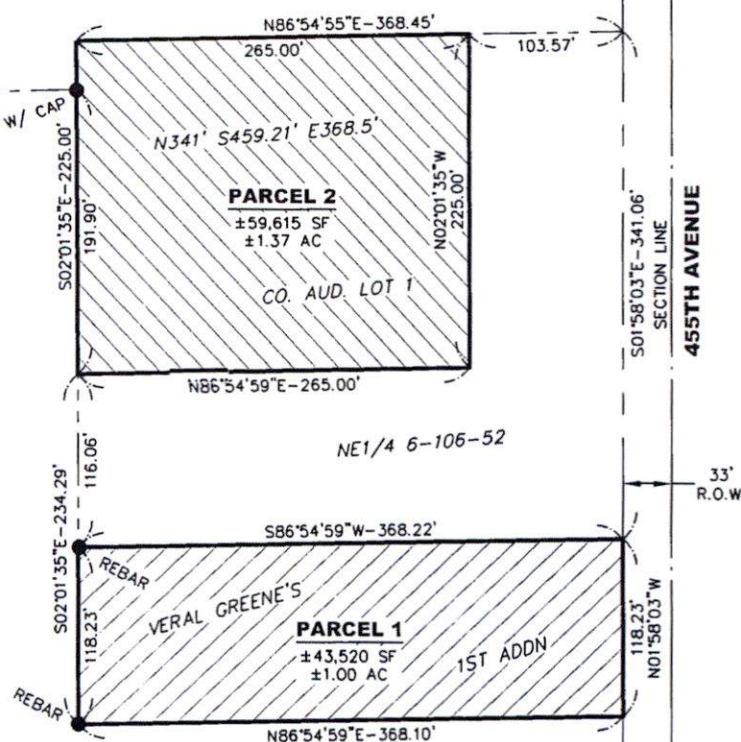 N86°54'55"E-368.45'
265.00'
103.57'
W/ CAP
S02°01'35"E-225.00'
191.90'
N341' S459.21' E368.5'
PARCEL 2
±59,615 SF
±1.37 AC
CO. AUD. LOT 1
N02°01'35"W
225.00'
N86°54'59"E-265.00'
S01°58'03"E-341.06'
SECTION LINE
455TH AVENUE
NE1/4 6-106-52
33'
R.O.W
S02°01'35"E-234.29'
116.06'
S86°54'59"W-368.22'
REBAR
VERAL GREENE'S
1ST ADDN
PARCEL 1
±43,520 SF
±1.00 AC
118.23'
118.23'
N01°58'03"W
REBAR
N86°54'59"E-368.10'